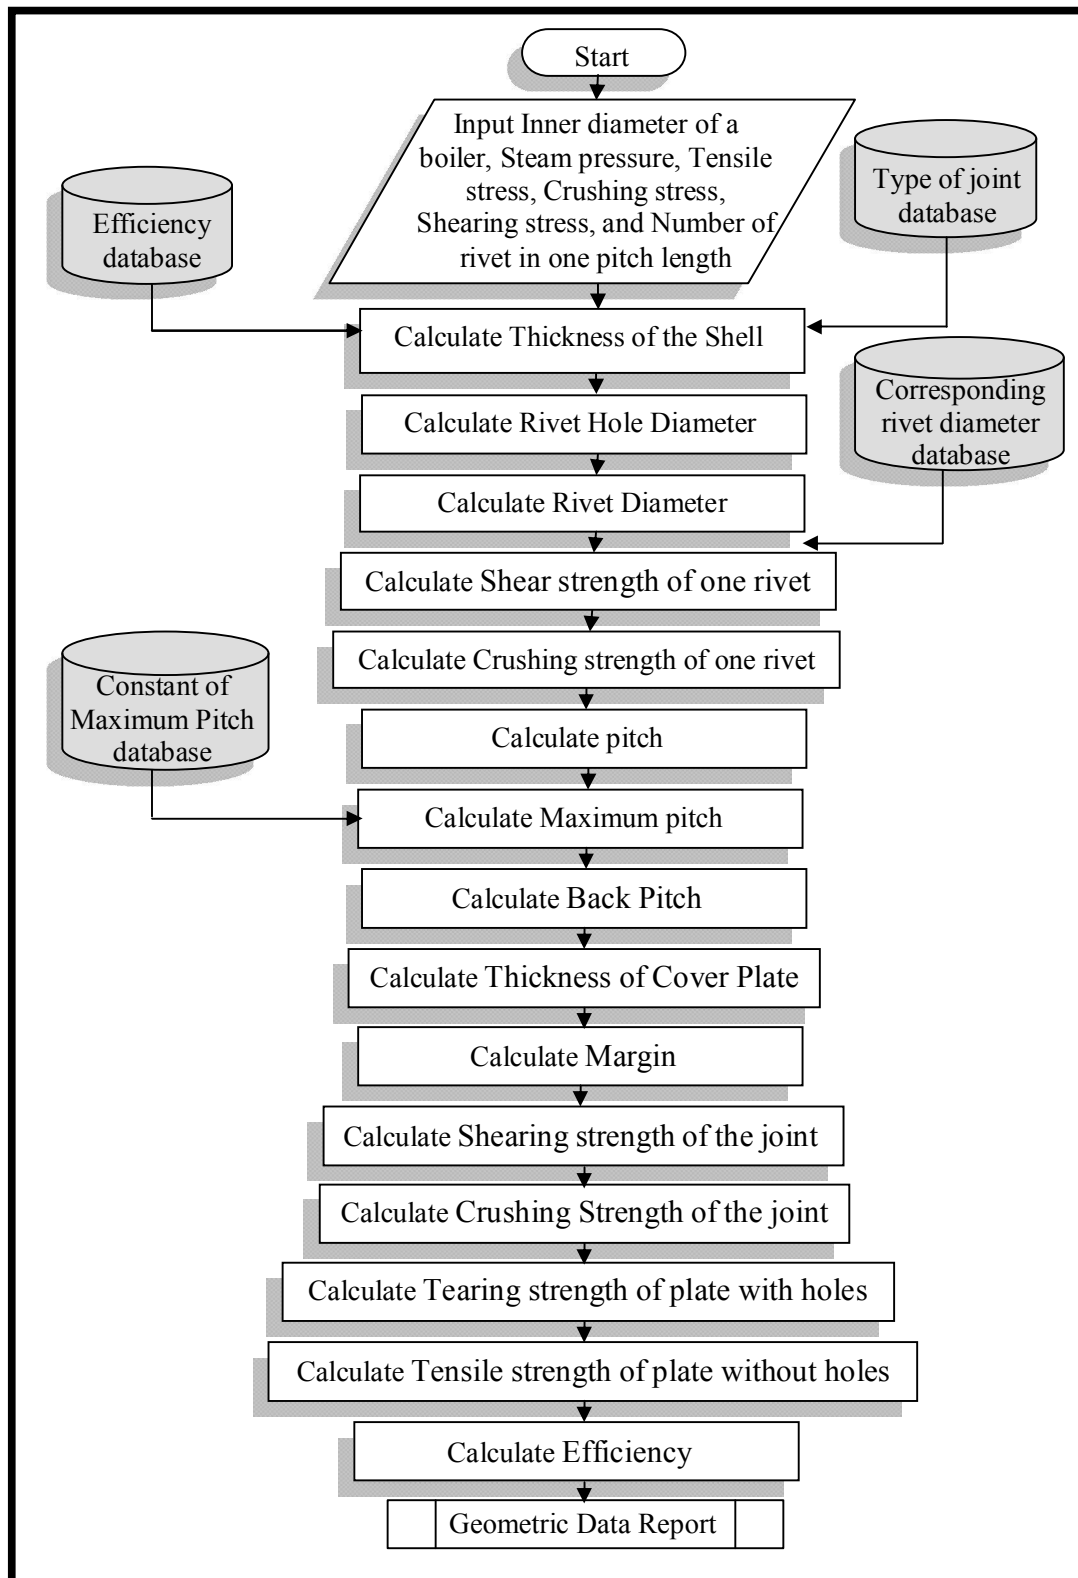 Start
Input Inner diameter of a
boiler, Steam pressure, Tensile
stress, Crushing stress,
Shearing stress, and Number of
rivet in one pitch length
Type of joint
database
Efficiency
database
Calculate Thickness of the Shell
Corresponding
rivet diameter
database
Calculate Rivet Hole Diameter
Calculate Rivet Diameter
Calculate Shear strength of one rivet
Calculate Crushing strength of one rivet
Constant of
Maximum Pitch
database
Calculate pitch
Calculate Maximum pitch
Calculate Back Pitch
Calculate Thickness of Cover Plate
Calculate Margin
Calculate Shearing strength of the joint
Calculate Crushing Strength of the joint
Calculate Tearing strength of plate with holes
Calculate Tensile strength of plate without holes
Calculate Efficiency
Geometric Data Report